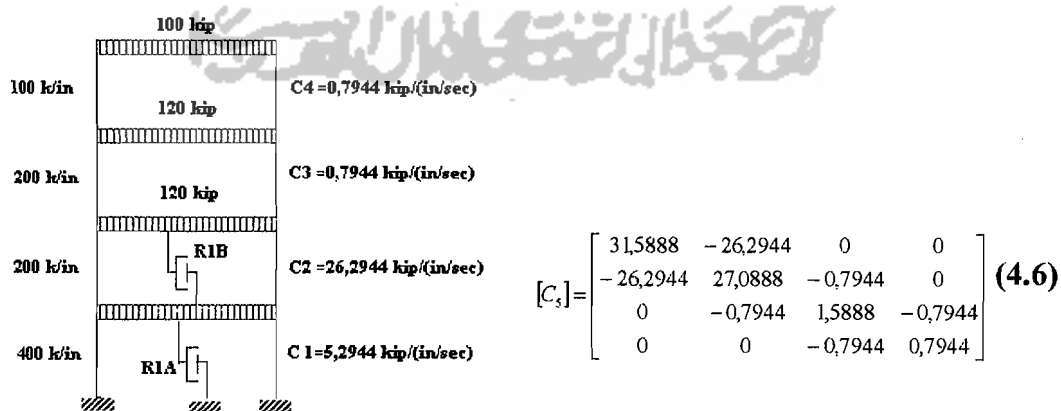 100 kip
100 k/in
C4 =0,7944 kip/(in/sec)
120 kip
200 k/in
C3 =0,7944 kip/(in/sec)
120 kip
R1B
200 k/in
C2 =26,2944 kip/(in/sec)
400 k/in
R1A
C 1=5,2944 kip/(in/sec)
[C₅]=
31,5888 −26,2944 0 0
−26,2944 27,0888 −0,7944 0
0 −0,7944 1,5888 −0,7944
0 0 −0,7944 0,7944
(4.6)